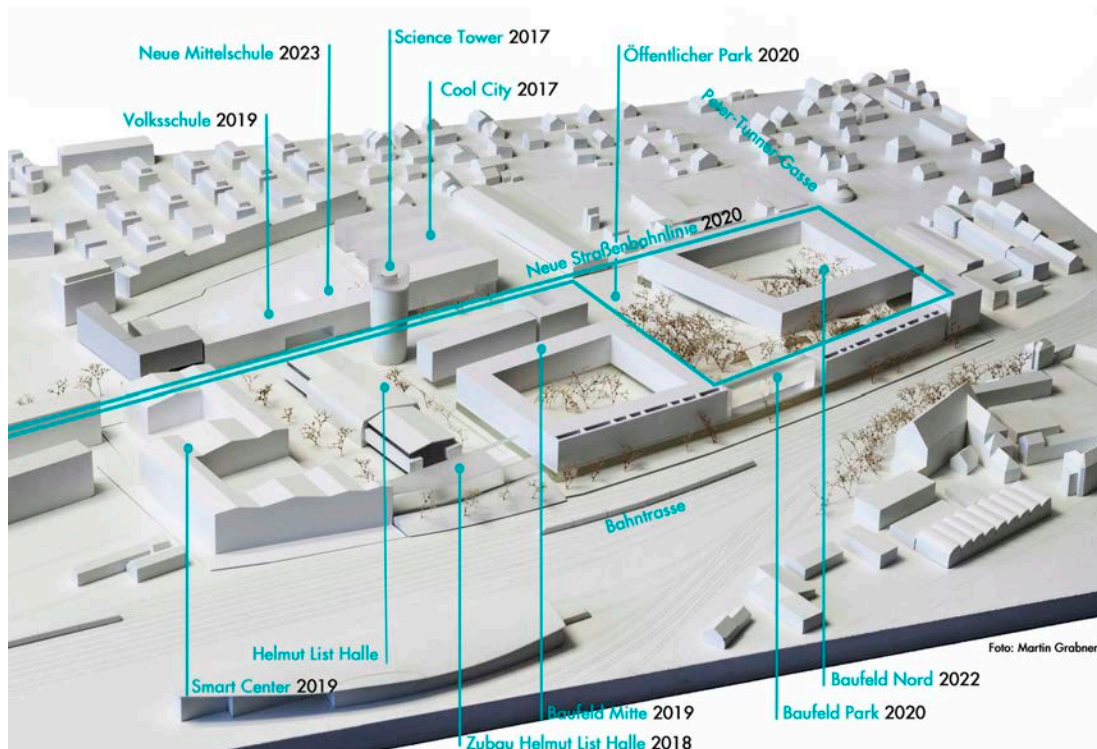 Science Tower 2017
Neue Mittelschule 2023
Öffentlicher Park 2020
Cool City 2017
Volksschule 2019
Peter-Tunner-Gasse
Neue Straßenbahnlinie 2020
Bahntrasse
Helmut List Halle
Foto: Martin Grabner
Smart Center 2019
Baufeld Nord 2022
Baufeld Mitte 2019
Baufeld Park 2020
Zubau Helmut List Halle 2018